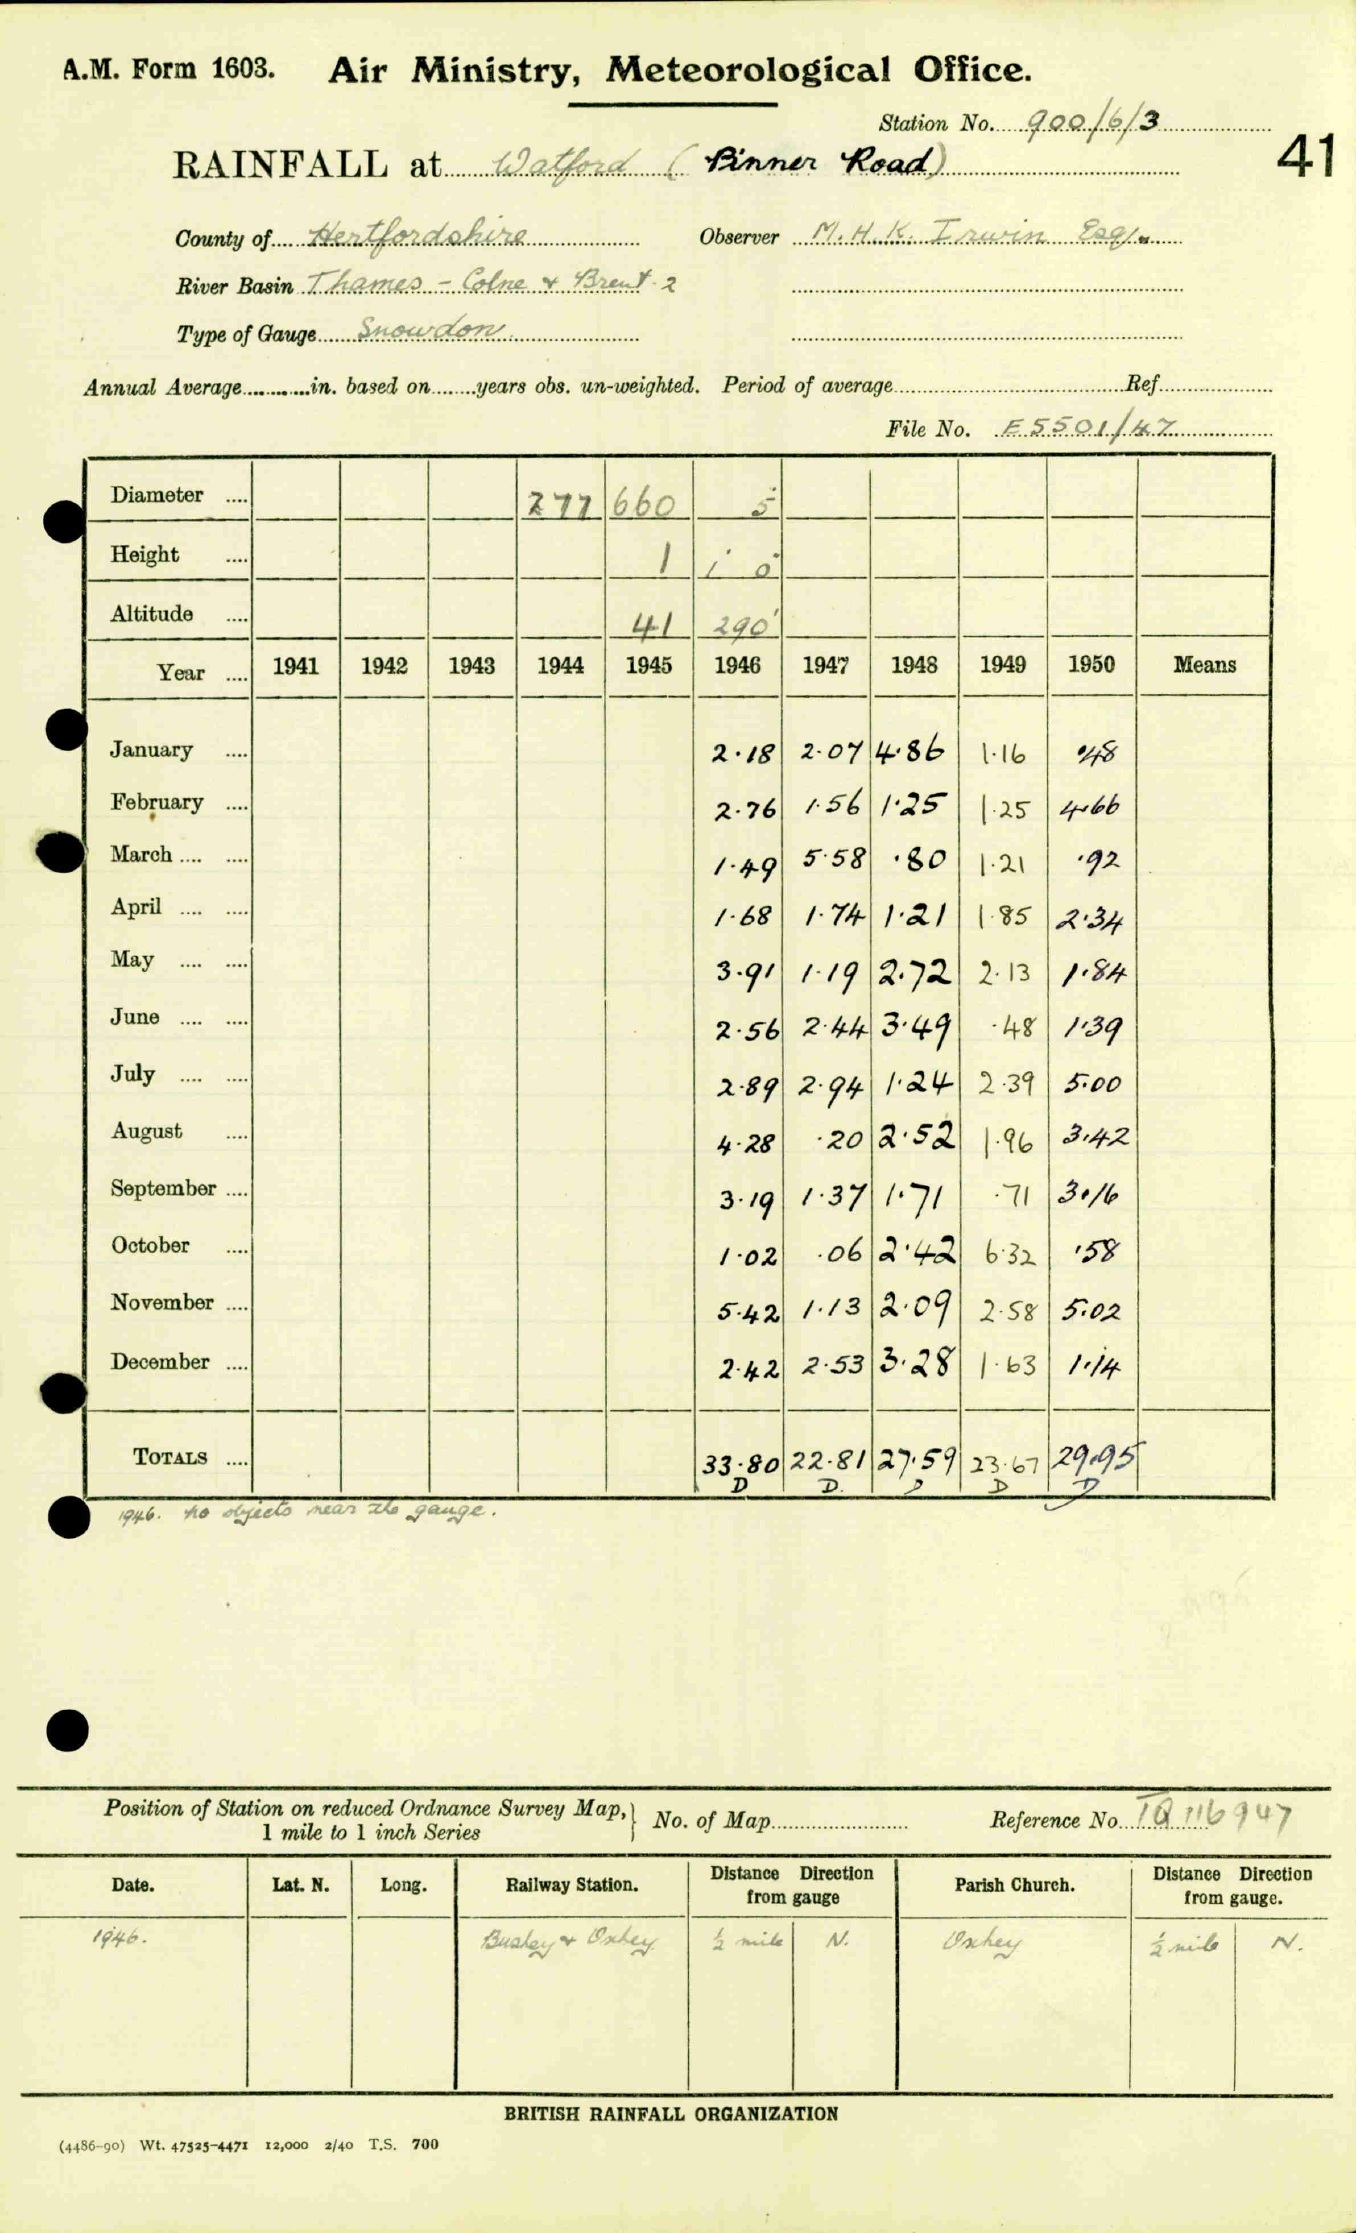 A.M. Form 1603. Air Ministry, Meteorological Office.
Station No. 900/6/3
41
RAINFALL at Watford (Pinner Road)
County of Hertfordshire Observer M.H.K. Irwin Esq.
River Basin Thames - Colne & Brent 2
Type of Gauge Snowdon
Annual Average in. based on years obs. un-weighted. Period of average Ref
File No. E5501/47
Diameter 277 660 5"
Height 1 1' 0"
Altitude 41 290'
Year 1941 1942 1943 1944 1945 1946 1947 1948 1949 1950 Means
January 2.18 2.07 4.86 1.16 .48
February 2.76 1.56 1.25 1.25 4.66
March 1.49 5.58 .80 1.21 .92
April 1.68 1.74 1.21 1.85 2.34
May 3.91 1.19 2.72 2.13 1.84
June 2.56 2.44 3.49 .48 1.39
July 2.89 2.94 1.24 2.39 5.00
August 4.28 .20 2.52 1.96 3.42
September 3.19 1.37 1.71 .71 3.16
October 1.02 .06 2.42 6.32 .58
November 5.42 1.13 2.09 2.58 5.02
December 2.42 2.53 3.28 1.63 1.14
TOTALS 33.80 22.81 27.59 23.67 29.95
D D. D D D
1946. No objects near the gauge.
Position of Station on reduced Ordnance Survey Map, 1 mile to 1 inch Series } No. of Map Reference No. TQ 116947
Date. Lat. N. Long. Railway Station. Distance Direction from gauge Parish Church. Distance Direction from gauge.
1946. Bushey & Oxhey ½ mile N. Oxhey ½ mile N.
BRITISH RAINFALL ORGANIZATION
(4486-90) Wt. 47525-4471 12,000 2/40 T.S. 700